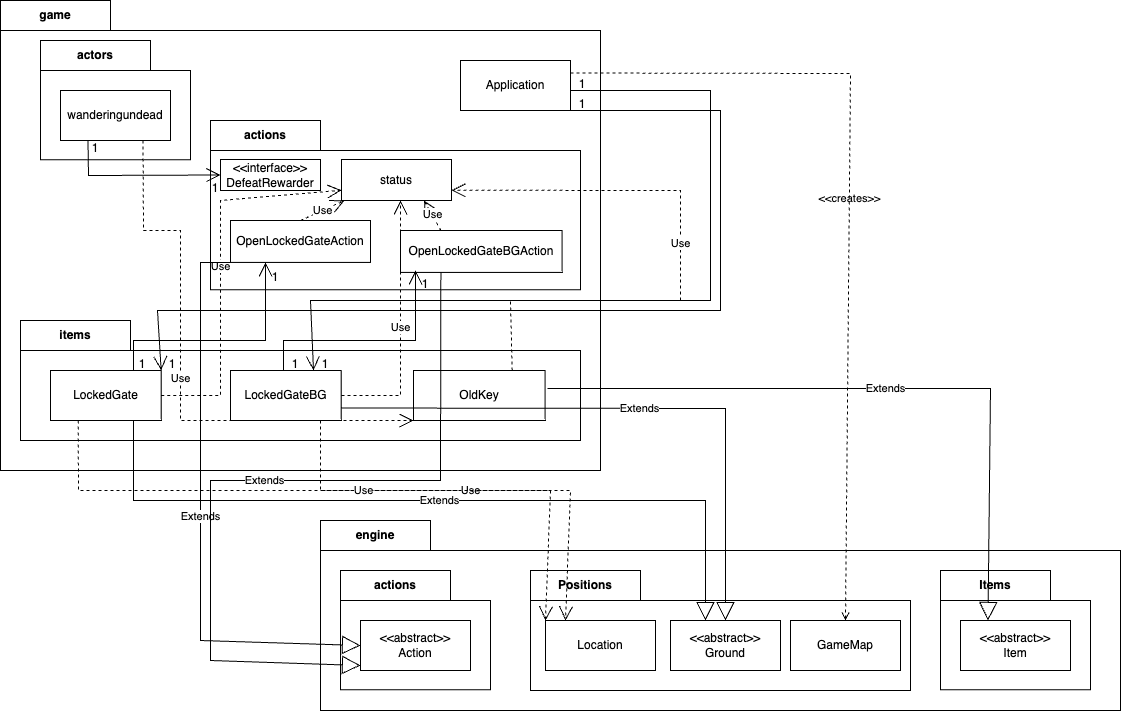 game
actors
wanderingundead
1
Application
1
1
actions
<<interface>>
DefeatRewarder
1
status
Use
Use
<<creates>>
OpenLockedGateAction
OpenLockedGateBGAction
Use
Use
1
1
items
Use
1
1
1
1
Use
LockedGate
LockedGateBG
OldKey
Extends
Extends
Extends
Use
Use
Extends
Extends
engine
actions
Positions
Items
<<abstract>>
Action
Location
<<abstract>>
Ground
GameMap
<<abstract>>
Item